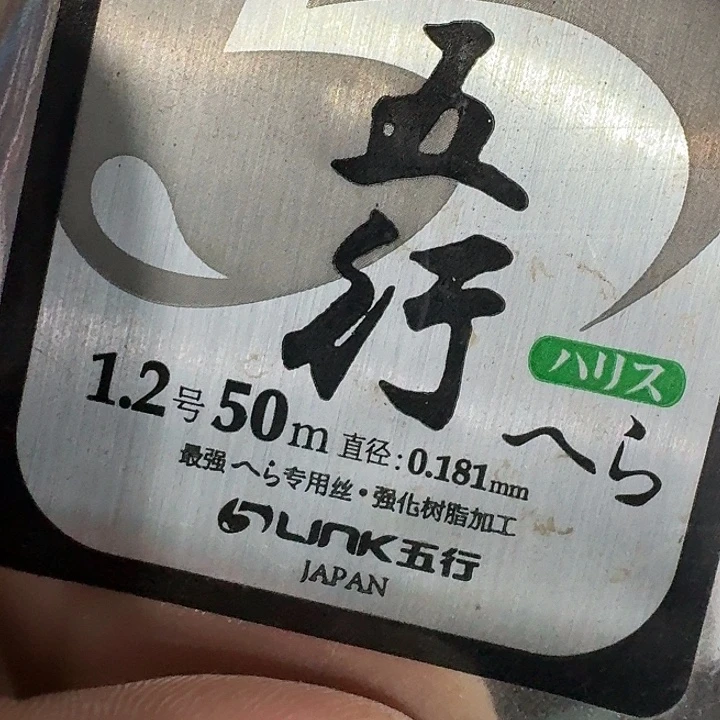 五行
ハリス
へら
1.2号 50m 直径:0.181mm
最强 へら专用丝·强化树脂加工
LINK五行
JAPAN